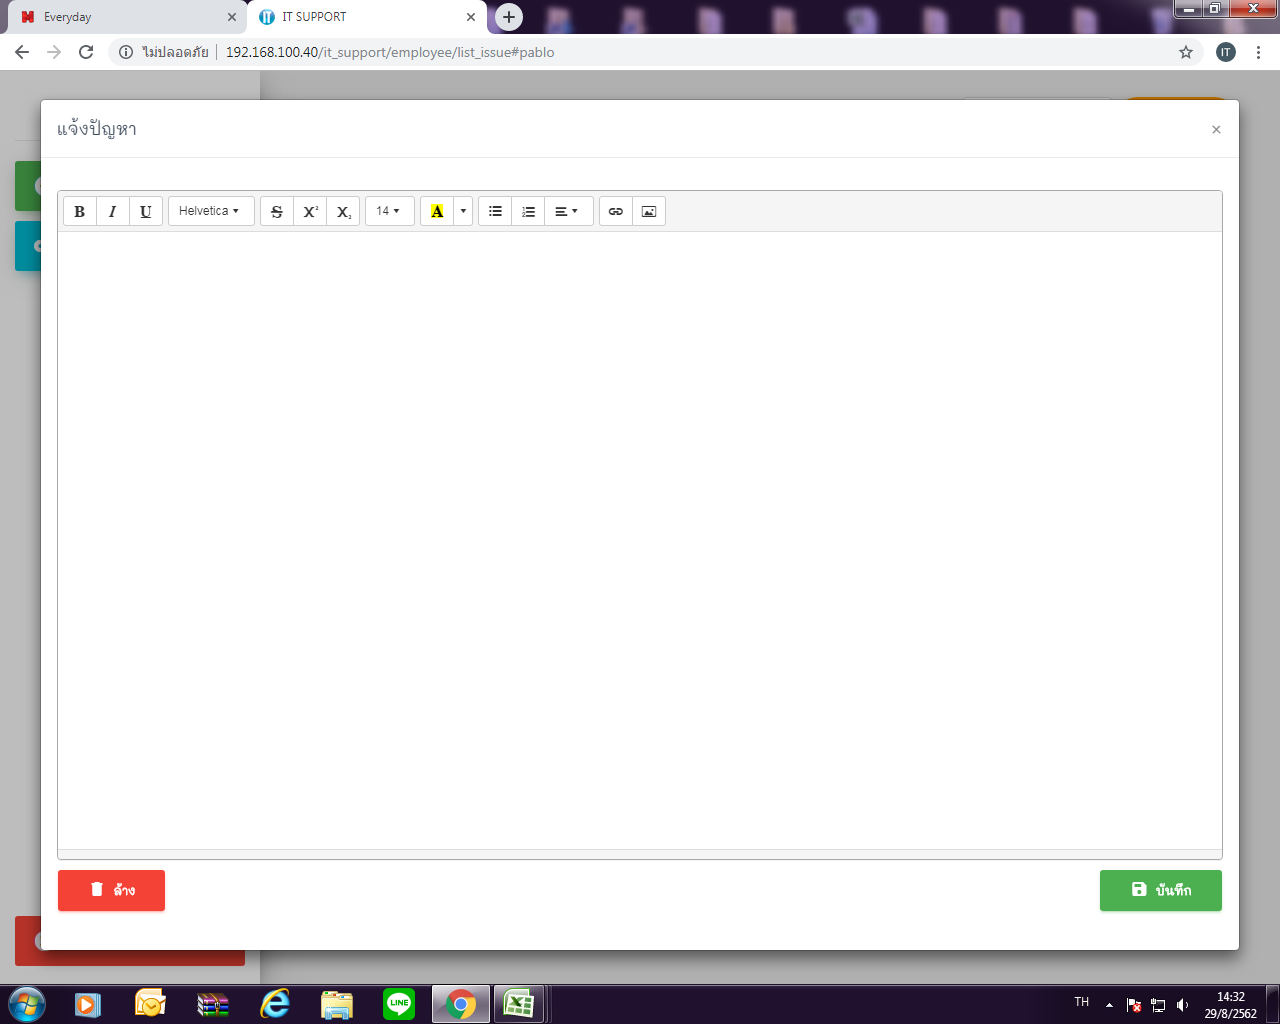 Everyday
IT SUPPORT
ไม่ปลอดภัย
192.168.100.40/it_support/employee/list_issue#pablo
IT
แจ้งปัญหา
×
B I U Helvetica S X² X₂ 14 A
ล้าง
บันทึก
LINE
TH
14:32
29/8/2562